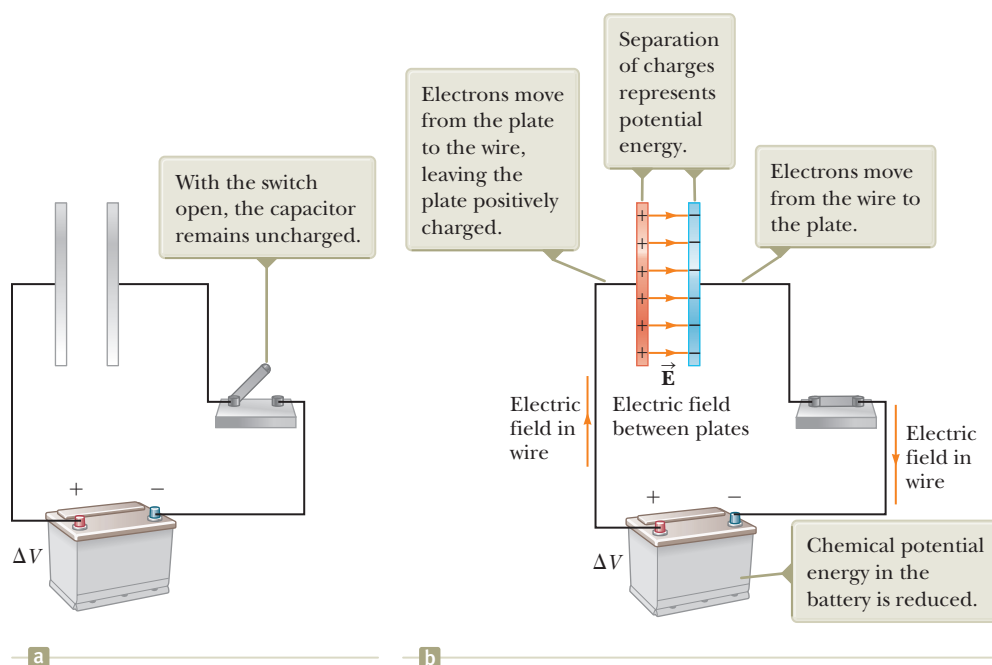 With the switch
open, the capacitor
remains uncharged.
+
−
ΔV
a
Electrons move
from the plate
to the wire,
leaving the
plate positively
charged.
Separation
of charges
represents
potential
energy.
Electrons move
from the wire to
the plate.
+ −
+ −
+ −
+ −
+ −
+ −
E
Electric field
between plates
Electric
field in
wire
Electric
field in
wire
+
−
ΔV
Chemical potential
energy in the
battery is reduced.
b